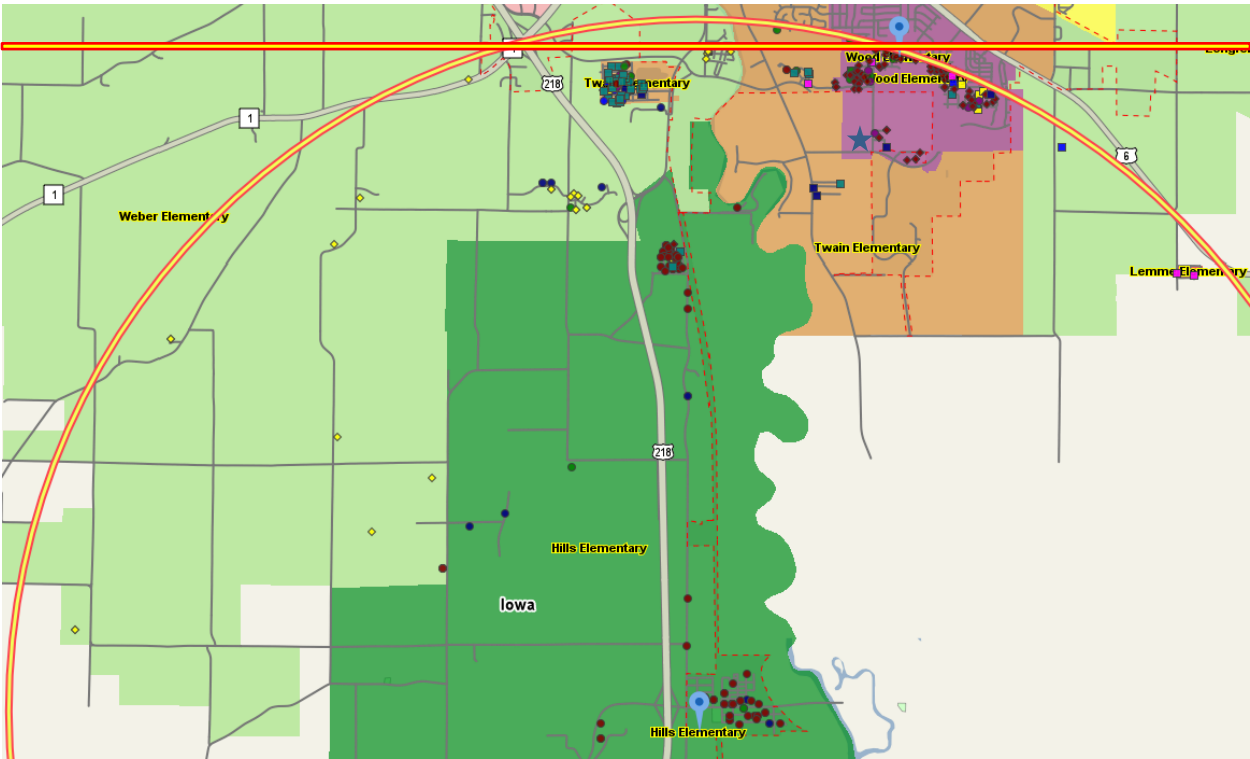 Wood Elementary
Wood Elementary
Twain Elementary
218
1
6
1
Weber Elementary
Twain Elementary
Lemme Elementary
218
Hills Elementary
Iowa
Hills Elementary